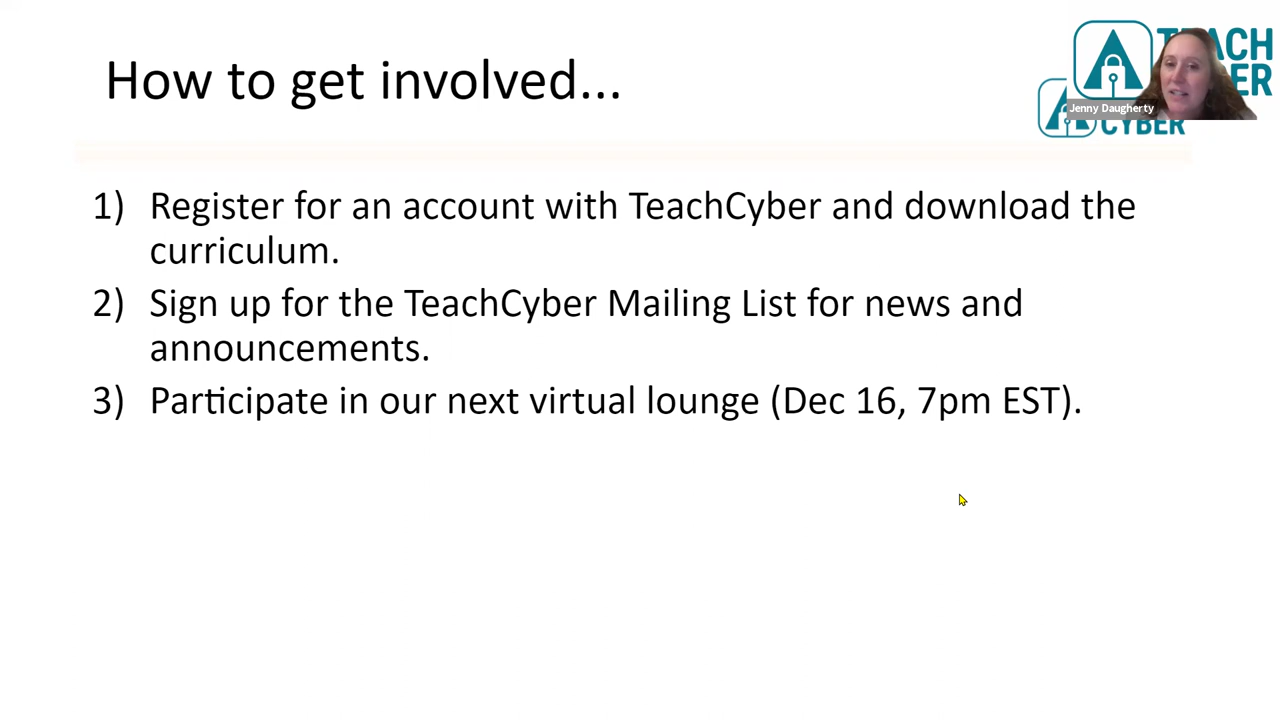 How to get involved...
TEACH
CYBER
Jenny Daugherty
CYBER
1) Register for an account with TeachCyber and download the
curriculum.
2) Sign up for the TeachCyber Mailing List for news and
announcements.
3) Participate in our next virtual lounge (Dec 16, 7pm EST).